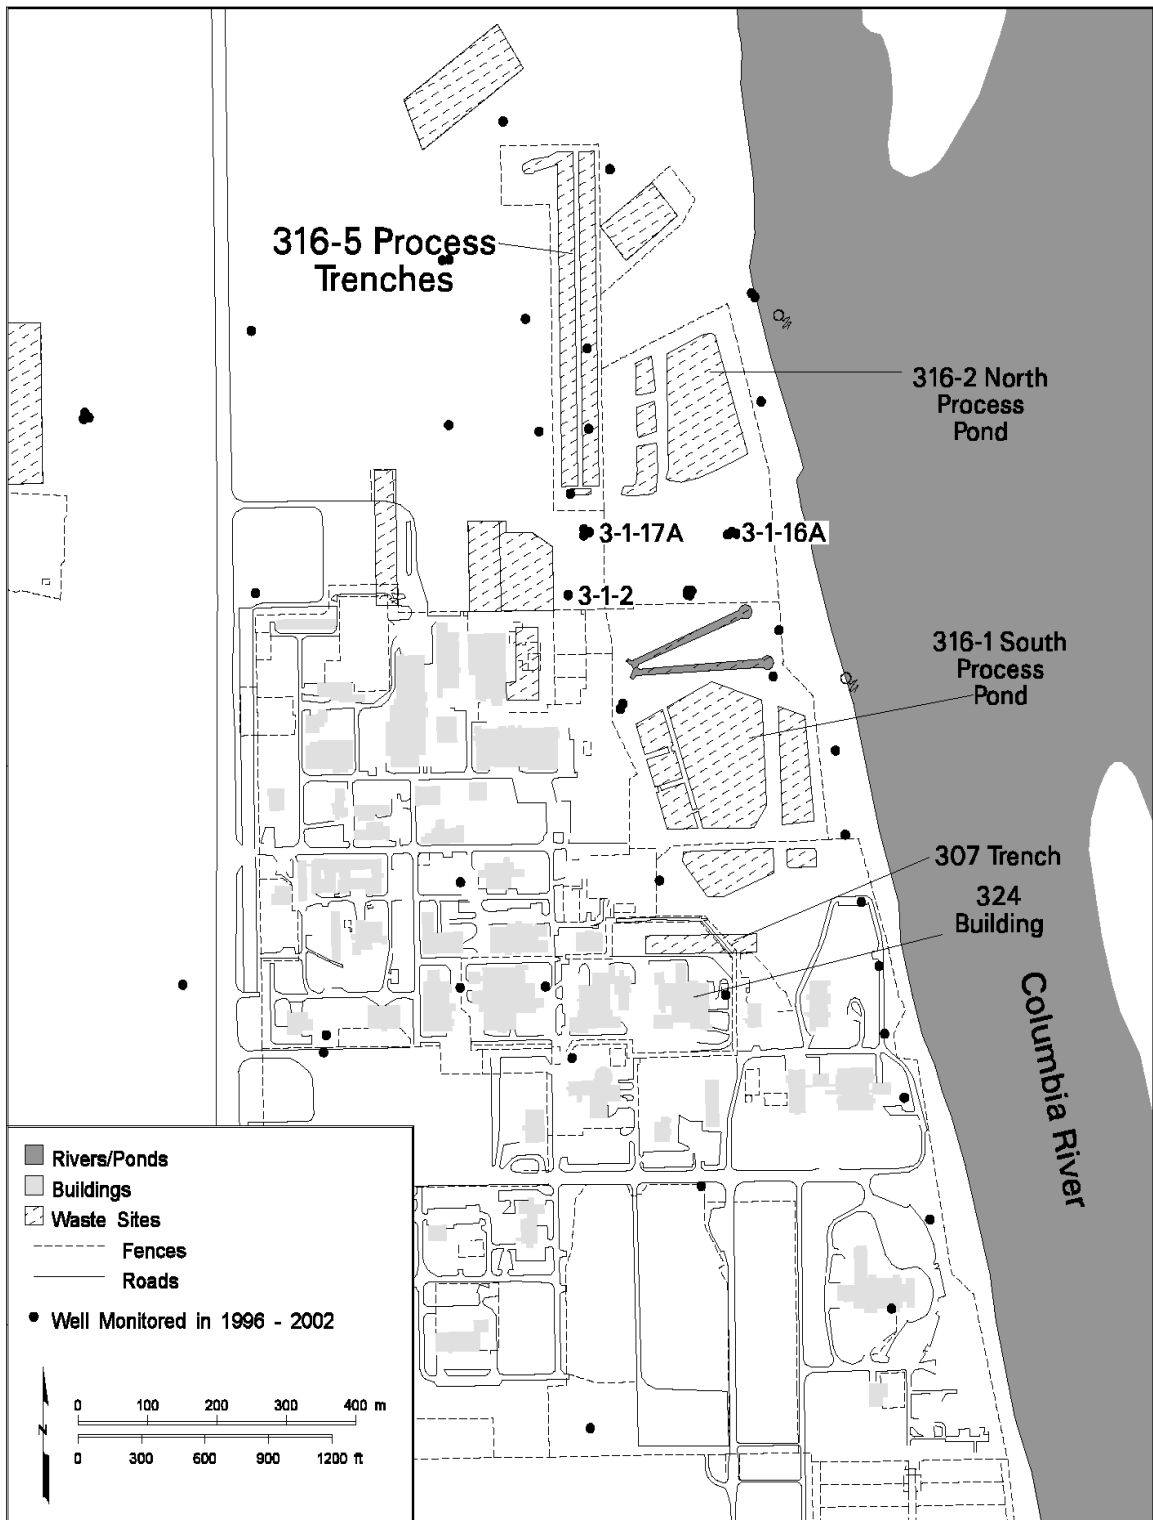 316-5 Process
Trenches
316-2 North
Process
Pond
3-1-17A
3-1-16A
3-1-2
316-1 South
Process
Pond
307 Trench
324
Building
Columbia River
Rivers/Ponds
Buildings
Waste Sites
Fences
Roads
Well Monitored in 1996 - 2002
0 100 200 300 400 m
N
0 300 600 900 1200 ft